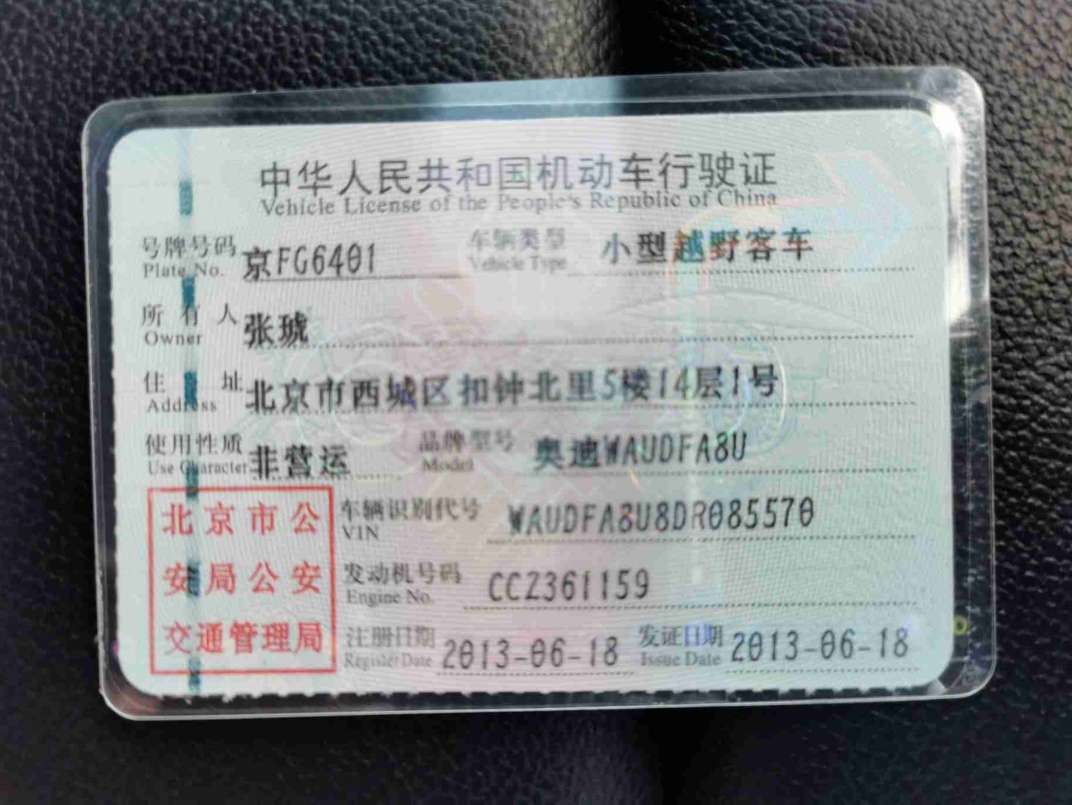 中华人民共和国机动车行驶证
Vehicle License of the People's Republic of China
号牌号码 京FG6401 车辆类型 小型越野客车
Plate No. Vehicle Type
所有人 张琥
Owner
住址 北京市西城区扣钟北里5楼14层1号
Address
使用性质 非营运 品牌型号 奥迪WAUDFA8U
Use Character Model
北京市公 车辆识别代号 WAUDFA8U8DR085570
VIN
安局公安 发动机号码 CCZ361159
Engine No.
交通管理局 注册日期 2013-06-18 发证日期 2013-06-18
Register Date Issue Date